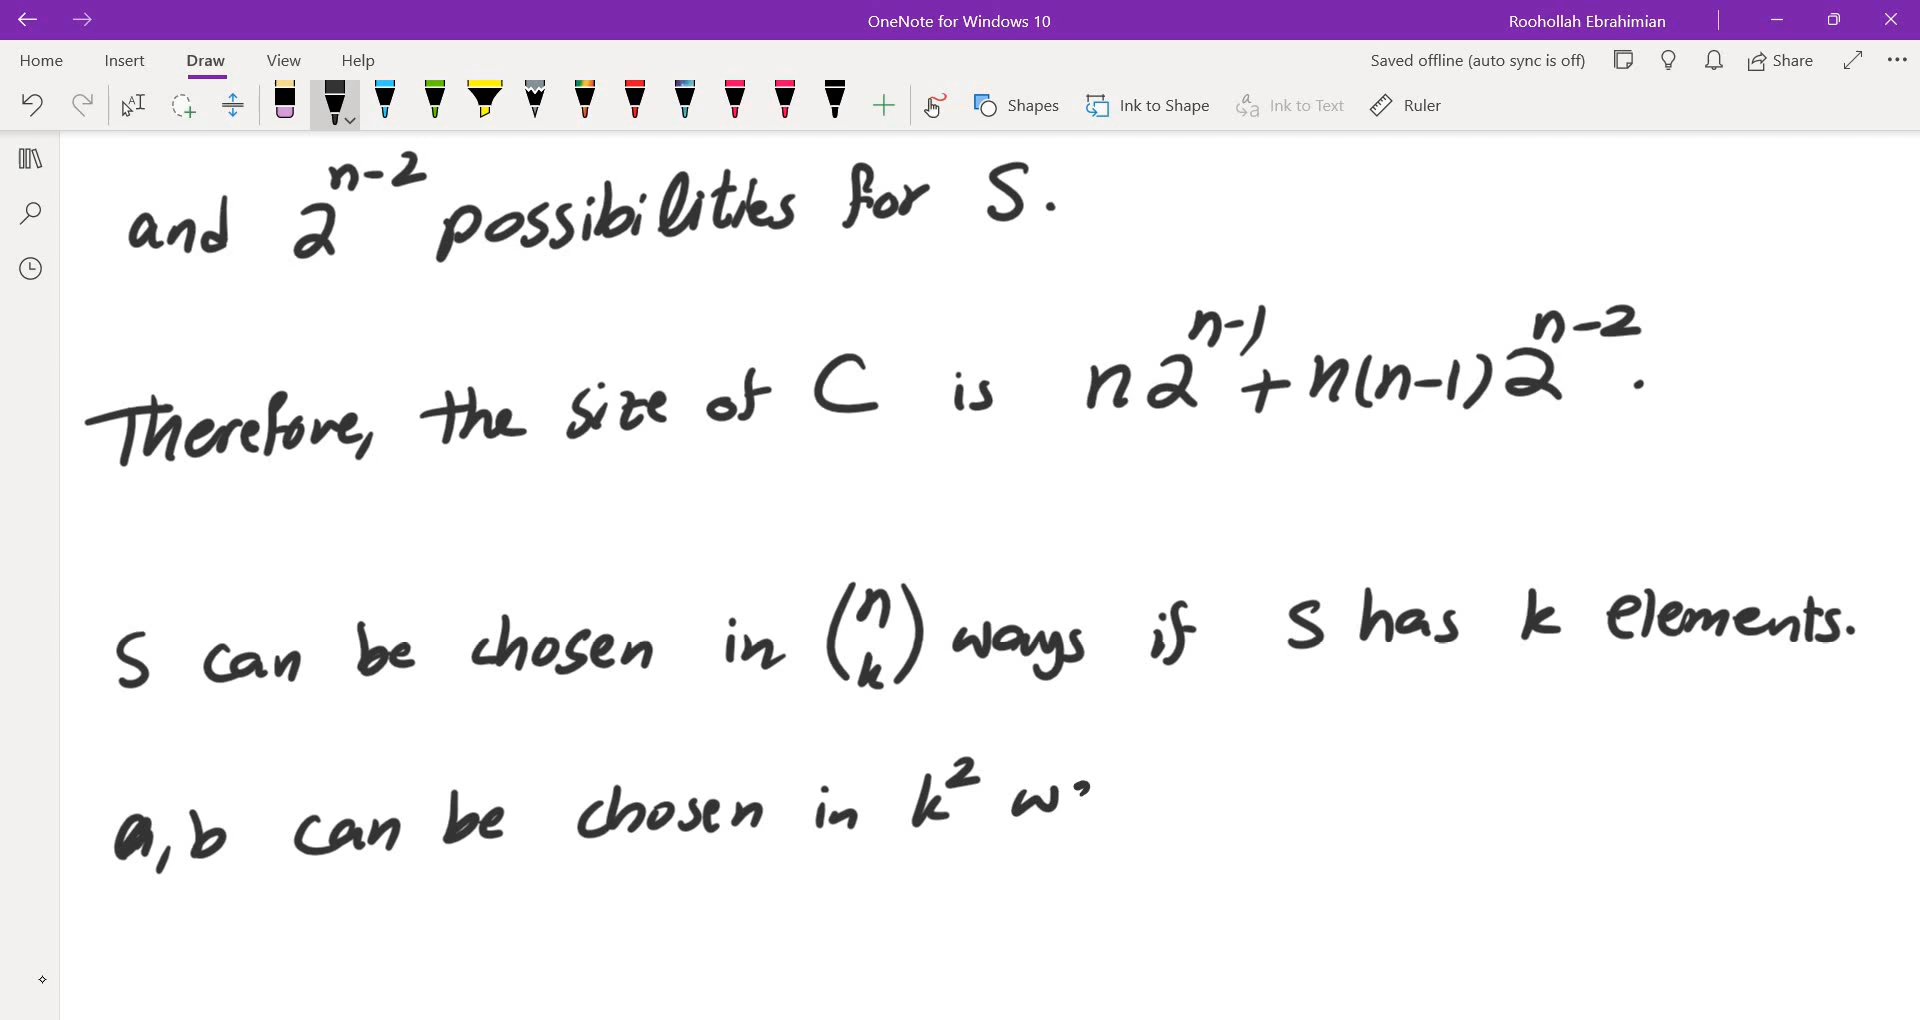 OneNote for Windows 10
Roohollah Ebrahimian
Home Insert Draw View Help
Saved offline (auto sync is off) Share
Shapes Ink to Shape Ink to Text Ruler
and 2^{n-2} possibilities for S.
Therefore, the size of C is n2^{n-1} + n(n-1)2^{n-2}.
S can be chosen in \binom{n}{k} ways if S has k elements.
a, b can be chosen in k^2 w